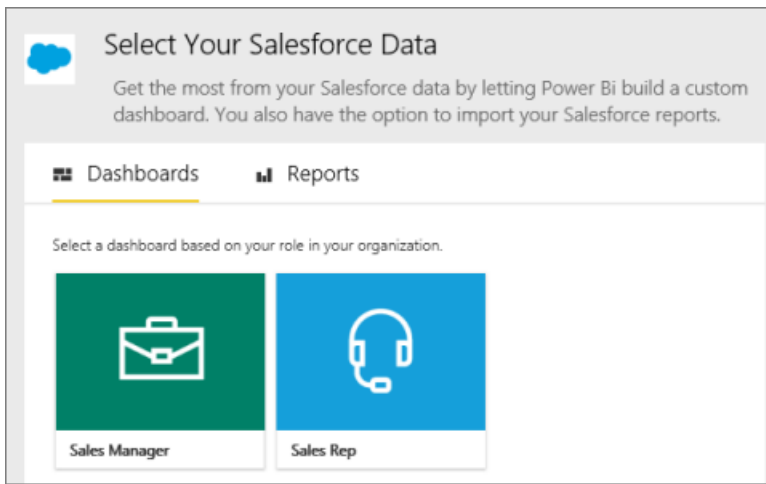 Select Your Salesforce Data
Get the most from your Salesforce data by letting Power Bi build a custom
dashboard. You also have the option to import your Salesforce reports.
Dashboards Reports
Select a dashboard based on your role in your organization.
Sales Manager Sales Rep